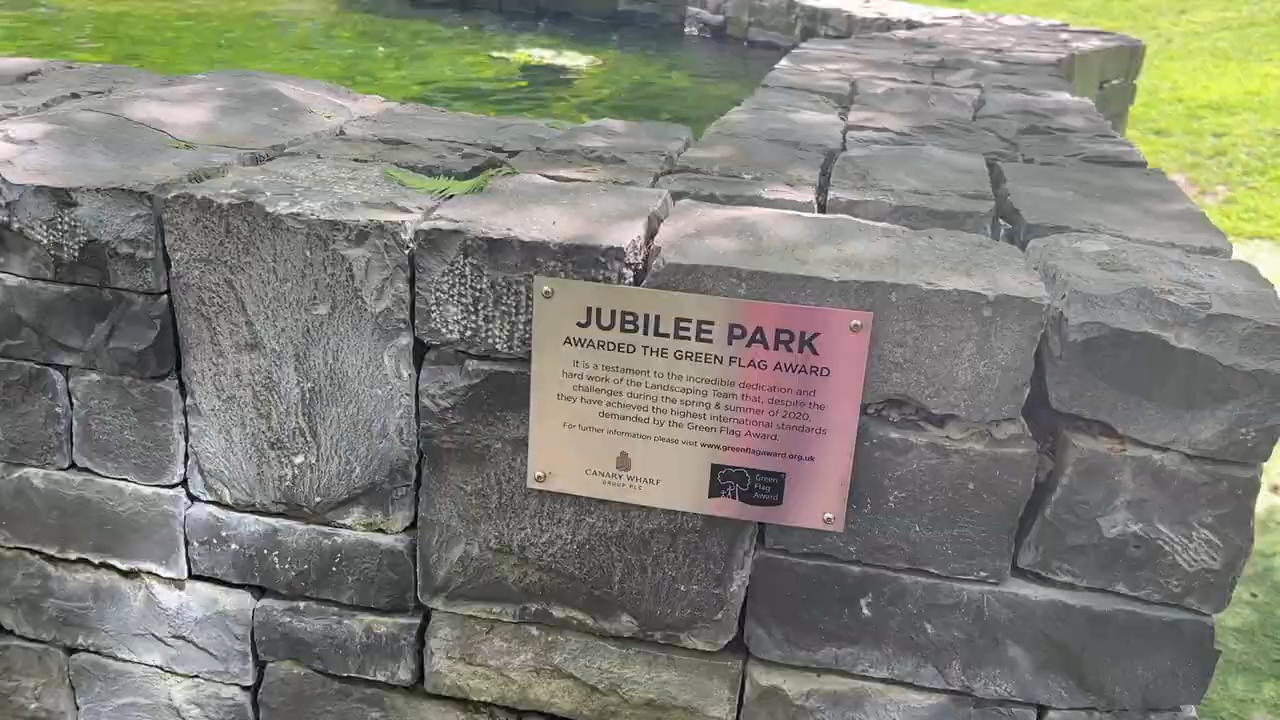 JUBILEE PARK
AWARDED THE GREEN FLAG AWARD
It is a testament to the incredible dedication and
hard work of the Landscaping Team that, despite the
challenges during the spring & summer of 2020,
they have achieved the highest international standards
demanded by the Green Flag Award.
For further information please visit www.greenflagaward.org.uk
CANARY WHARF
GROUP PLC
Green
Flag
Award